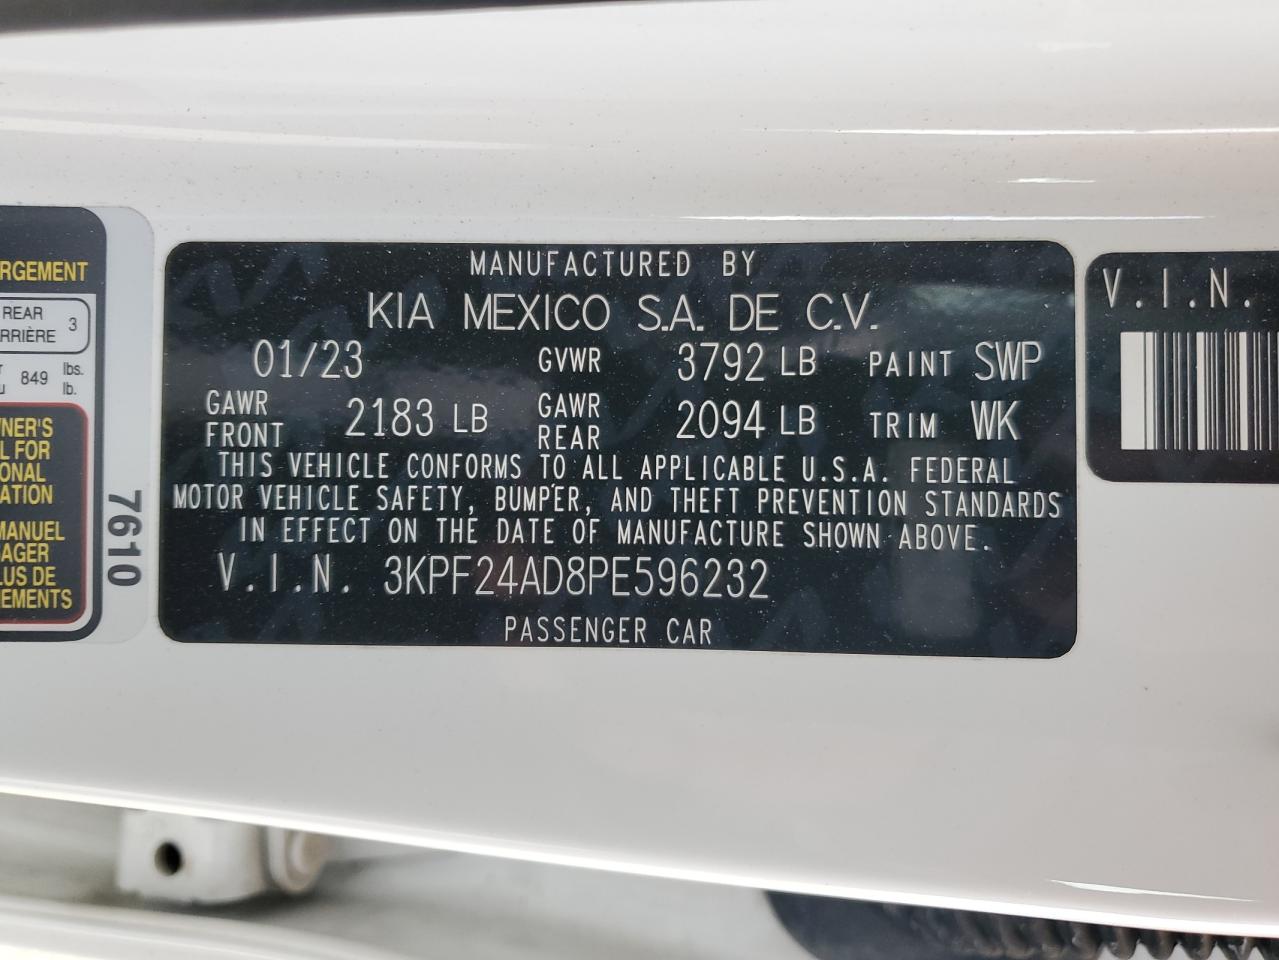 RGEMENT
REAR
RRIÈRE 3
849 lbs.
lb.
NER'S
L FOR
ONAL
ATION
MANUEL
AGER
LUS DE
EMENTS
7610
MANUFACTURED BY
KIA MEXICO S.A. DE C.V.
01/23 GVWR 3792 LB PAINT SWP
GAWR FRONT 2183 LB GAWR REAR 2094 LB TRIM WK
THIS VEHICLE CONFORMS TO ALL APPLICABLE U.S.A. FEDERAL
MOTOR VEHICLE SAFETY, BUMPER, AND THEFT PREVENTION STANDARDS
IN EFFECT ON THE DATE OF MANUFACTURE SHOWN ABOVE.
V.I.N. 3KPF24AD8PE596232
PASSENGER CAR
V.I.N.